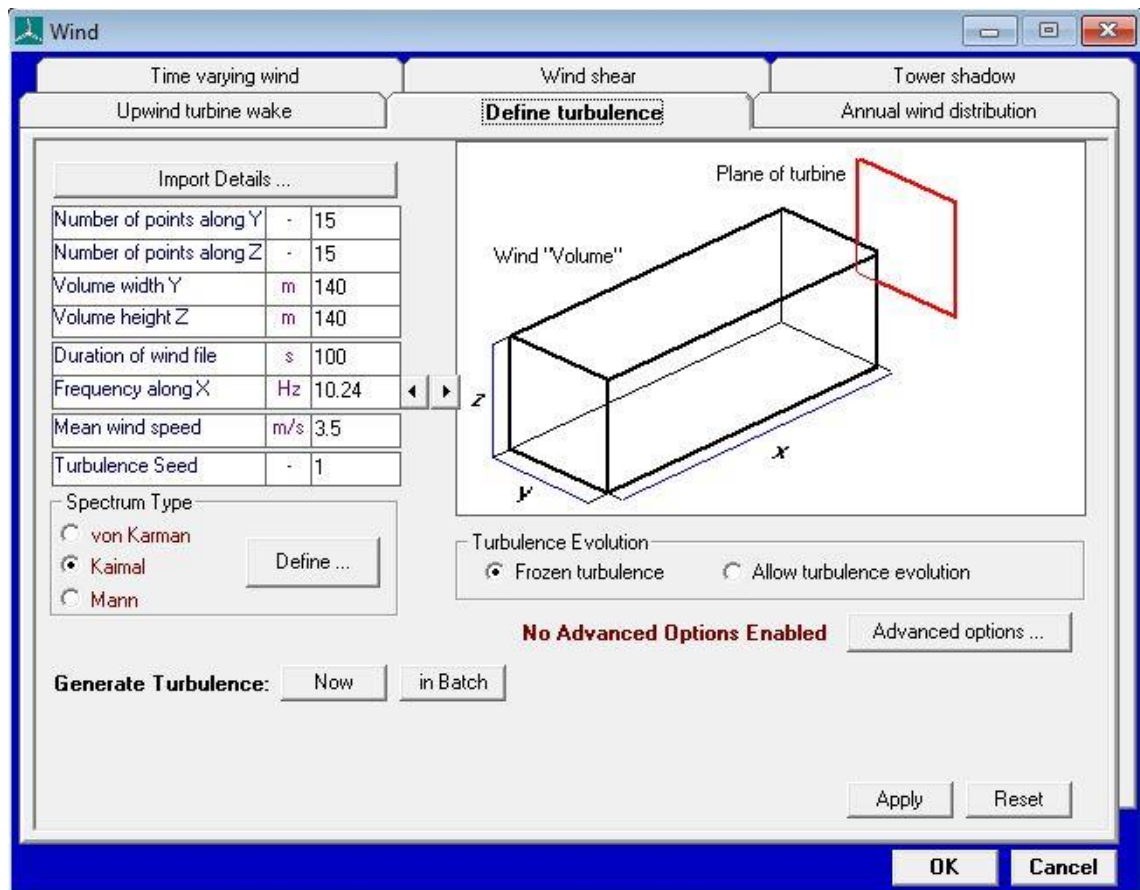 Wind
Time varying wind
Wind shear
Tower shadow
Upwind turbine wake
Define turbulence
Annual wind distribution
Import Details ...
Number of points along Y - 15
Number of points along Z - 15
Volume width Y m 140
Volume height Z m 140
Duration of wind file s 100
Frequency along X Hz 10.24
Mean wind speed m/s 3.5
Turbulence Seed - 1
Spectrum Type
von Karman
Kaimal
Mann
Define ...
Plane of turbine
Wind "Volume"
z
y
x
Turbulence Evolution
Frozen turbulence
Allow turbulence evolution
No Advanced Options Enabled
Advanced options ...
Generate Turbulence:
Now
in Batch
Apply
Reset
OK
Cancel